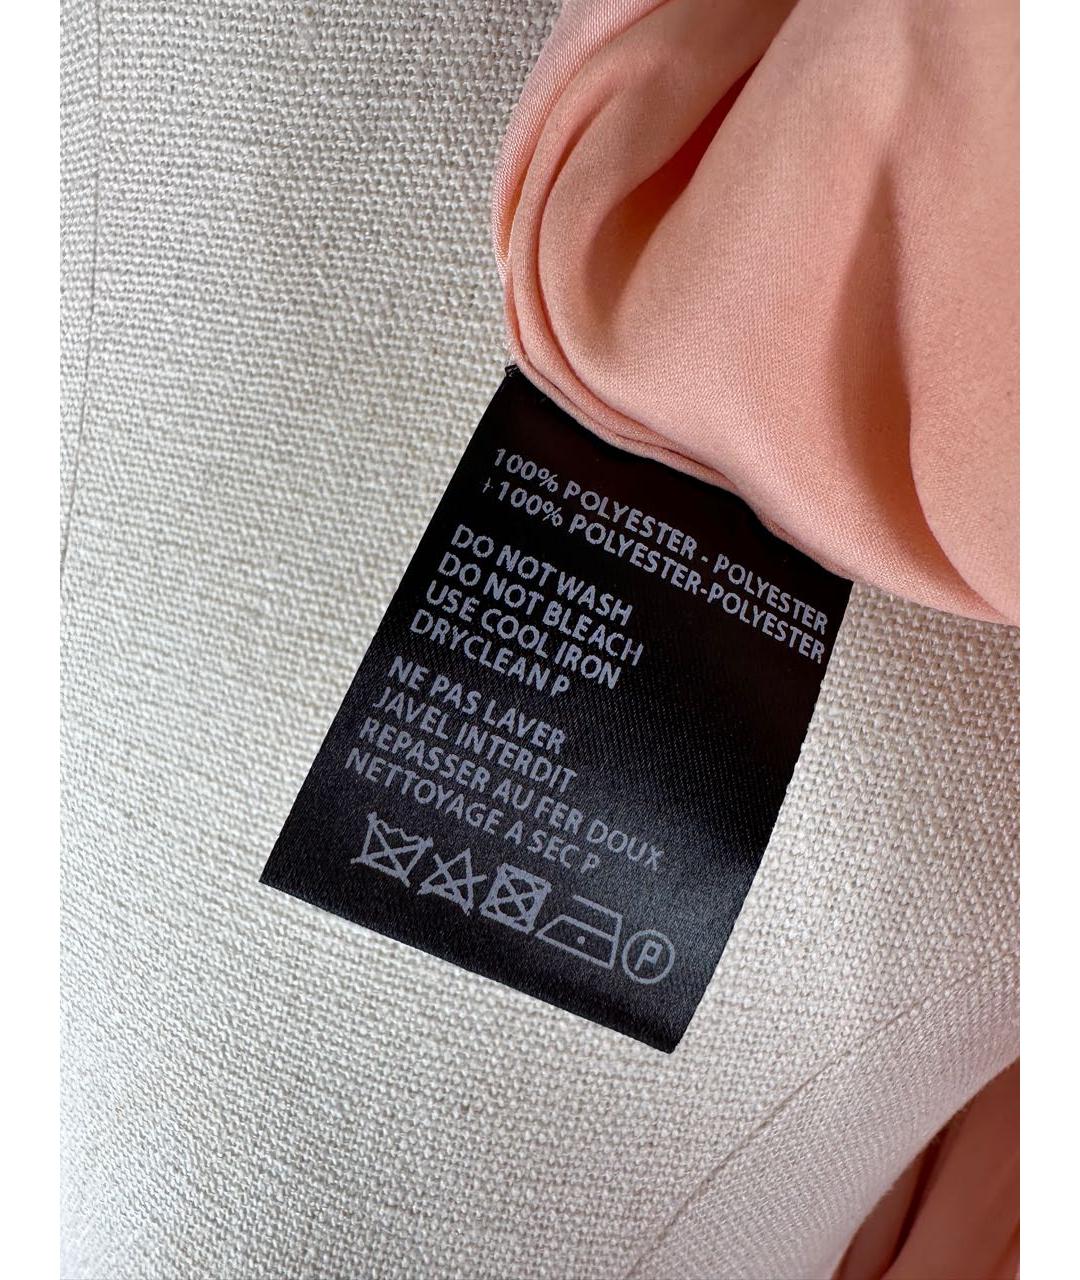 100% POLYESTER - POLYESTER
+100% POLYESTER-POLYESTER
DO NOT WASH
DO NOT BLEACH
USE COOL IRON
DRYCLEAN P
NE PAS LAVER
JAVEL INTERDIT
REPASSER AU FER DOUX
NETTOYAGE A SEC P
P